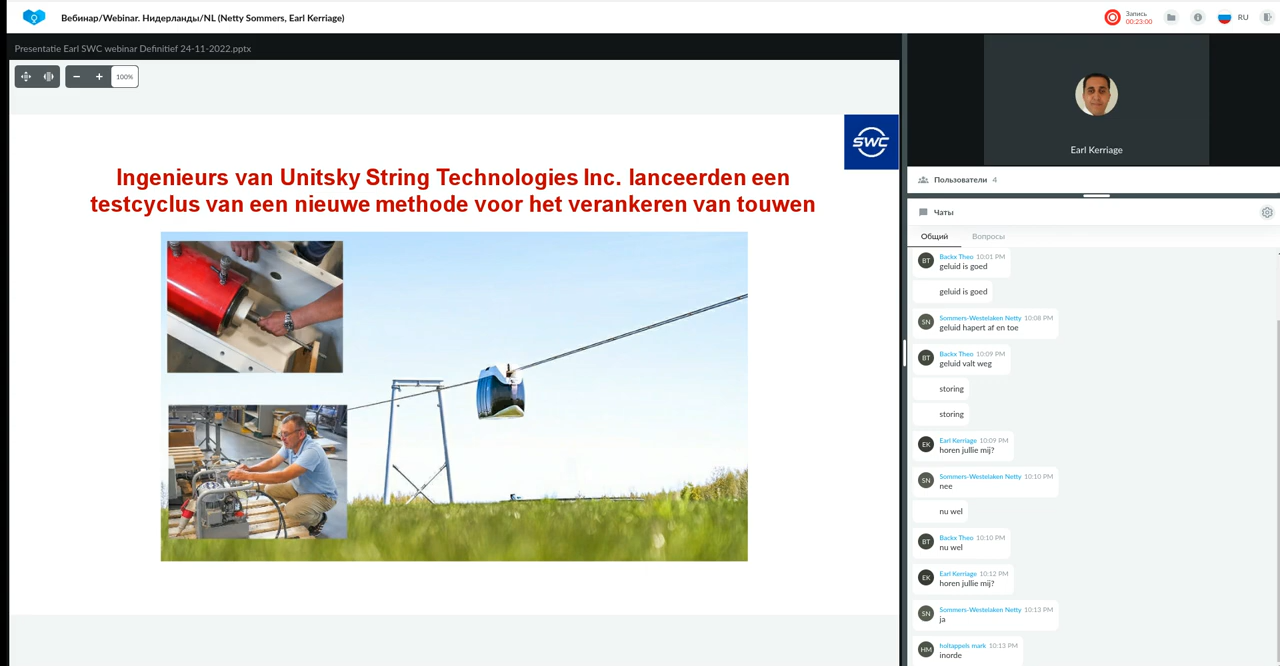 Вебинар/Webinar. Нидерланды/NL (Netty Sommers, Earl Kerriage)
Запись
00:23:00
RU
Presentatie Earl SWC webinar Definitief 24-11-2022.pptx
100%
SWC
Ingenieurs van Unitsky String Technologies Inc. lanceerden een
testcyclus van een nieuwe methode voor het verankeren van touwen
Earl Kerriage
Пользователи 4
Чаты
Общий Вопросы
BT Backx Theo 10:01 PM
geluid is goed
geluid is goed
SN Sommers-Westelaken Netty 10:08 PM
geluid hapert af en toe
BT Backx Theo 10:09 PM
geluid valt weg
storing
storing
EK Earl Kerriage 10:09 PM
horen jullie mij?
SN Sommers-Westelaken Netty 10:10 PM
nee
nu wel
BT Backx Theo 10:10 PM
nu wel
EK Earl Kerriage 10:12 PM
horen jullie mij?
SN Sommers-Westelaken Netty 10:13 PM
ja
HM holtappels mark 10:13 PM
inorde